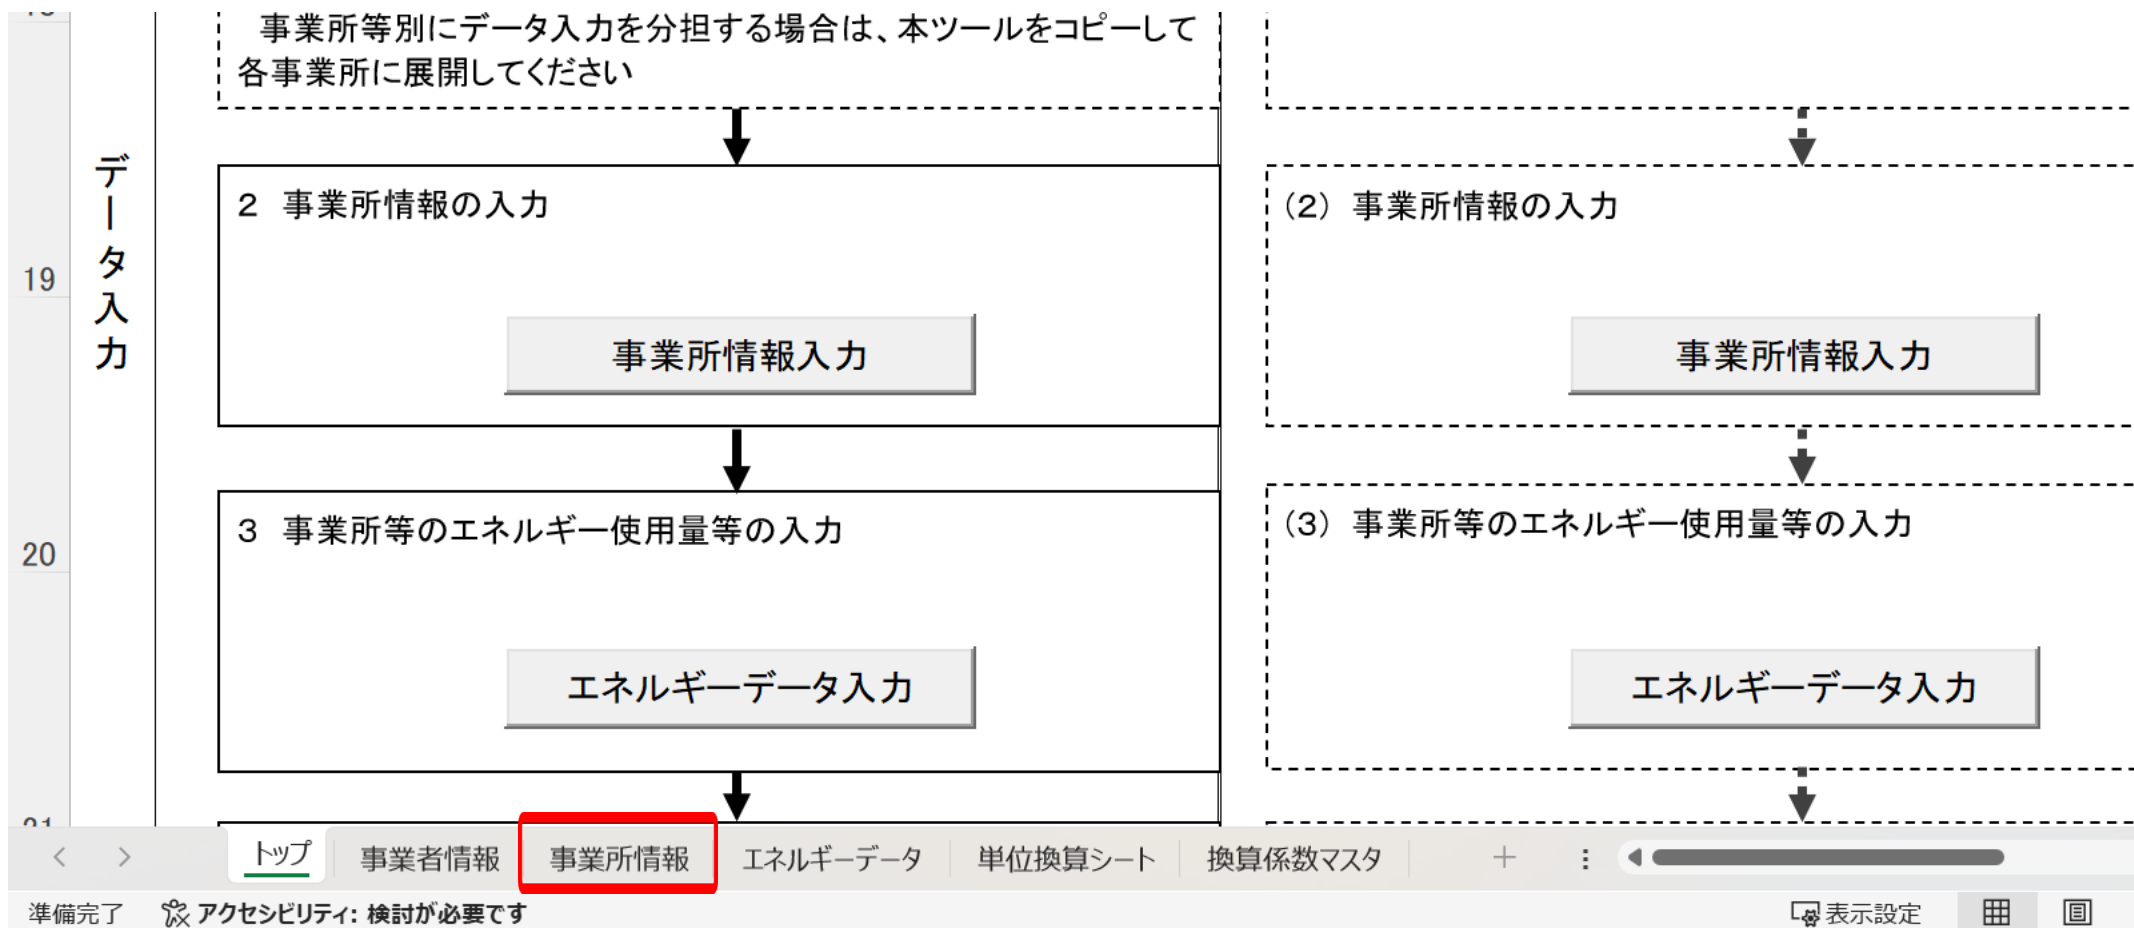 事業所等別にデータ入力を分担する場合は、本ツールをコピーして
各事業所に展開してください
データ入力
2 事業所情報の入力
事業所情報入力
(2) 事業所情報の入力
事業所情報入力
19
3 事業所等のエネルギー使用量等の入力
エネルギーデータ入力
(3) 事業所等のエネルギー使用量等の入力
エネルギーデータ入力
20
トップ 事業者情報 事業所情報 エネルギーデータ 単位換算シート 換算係数マスタ
準備完了 アクセシビリティ: 検討が必要です 表示設定